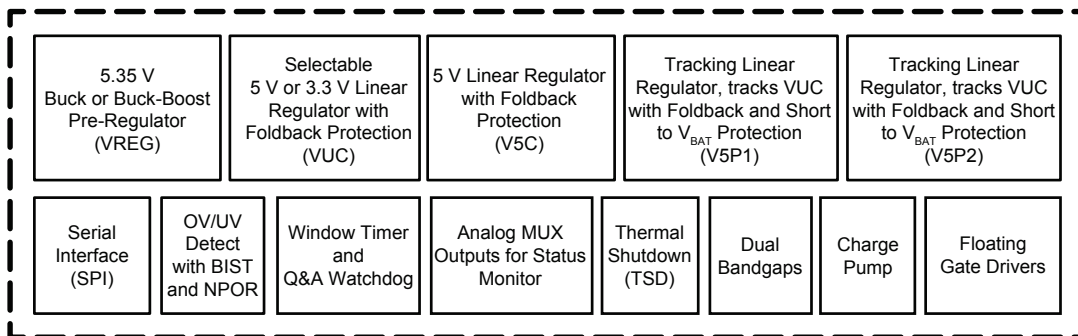 5.35 V
Buck or Buck-Boost
Pre-Regulator
(VREG)
Selectable
5 V or 3.3 V Linear
Regulator with
Foldback Protection
(VUC)
5 V Linear Regulator
with Foldback
Protection
(V5C)
Tracking Linear
Regulator, tracks VUC
with Foldback and Short
to VBAT Protection
(V5P1)
Tracking Linear
Regulator, tracks VUC
with Foldback and Short
to VBAT Protection
(V5P2)
Serial
Interface
(SPI)
OV/UV
Detect
with BIST
and NPOR
Window Timer
and
Q&A Watchdog
Analog MUX
Outputs for Status
Monitor
Thermal
Shutdown
(TSD)
Dual
Bandgaps
Charge
Pump
Floating
Gate Drivers